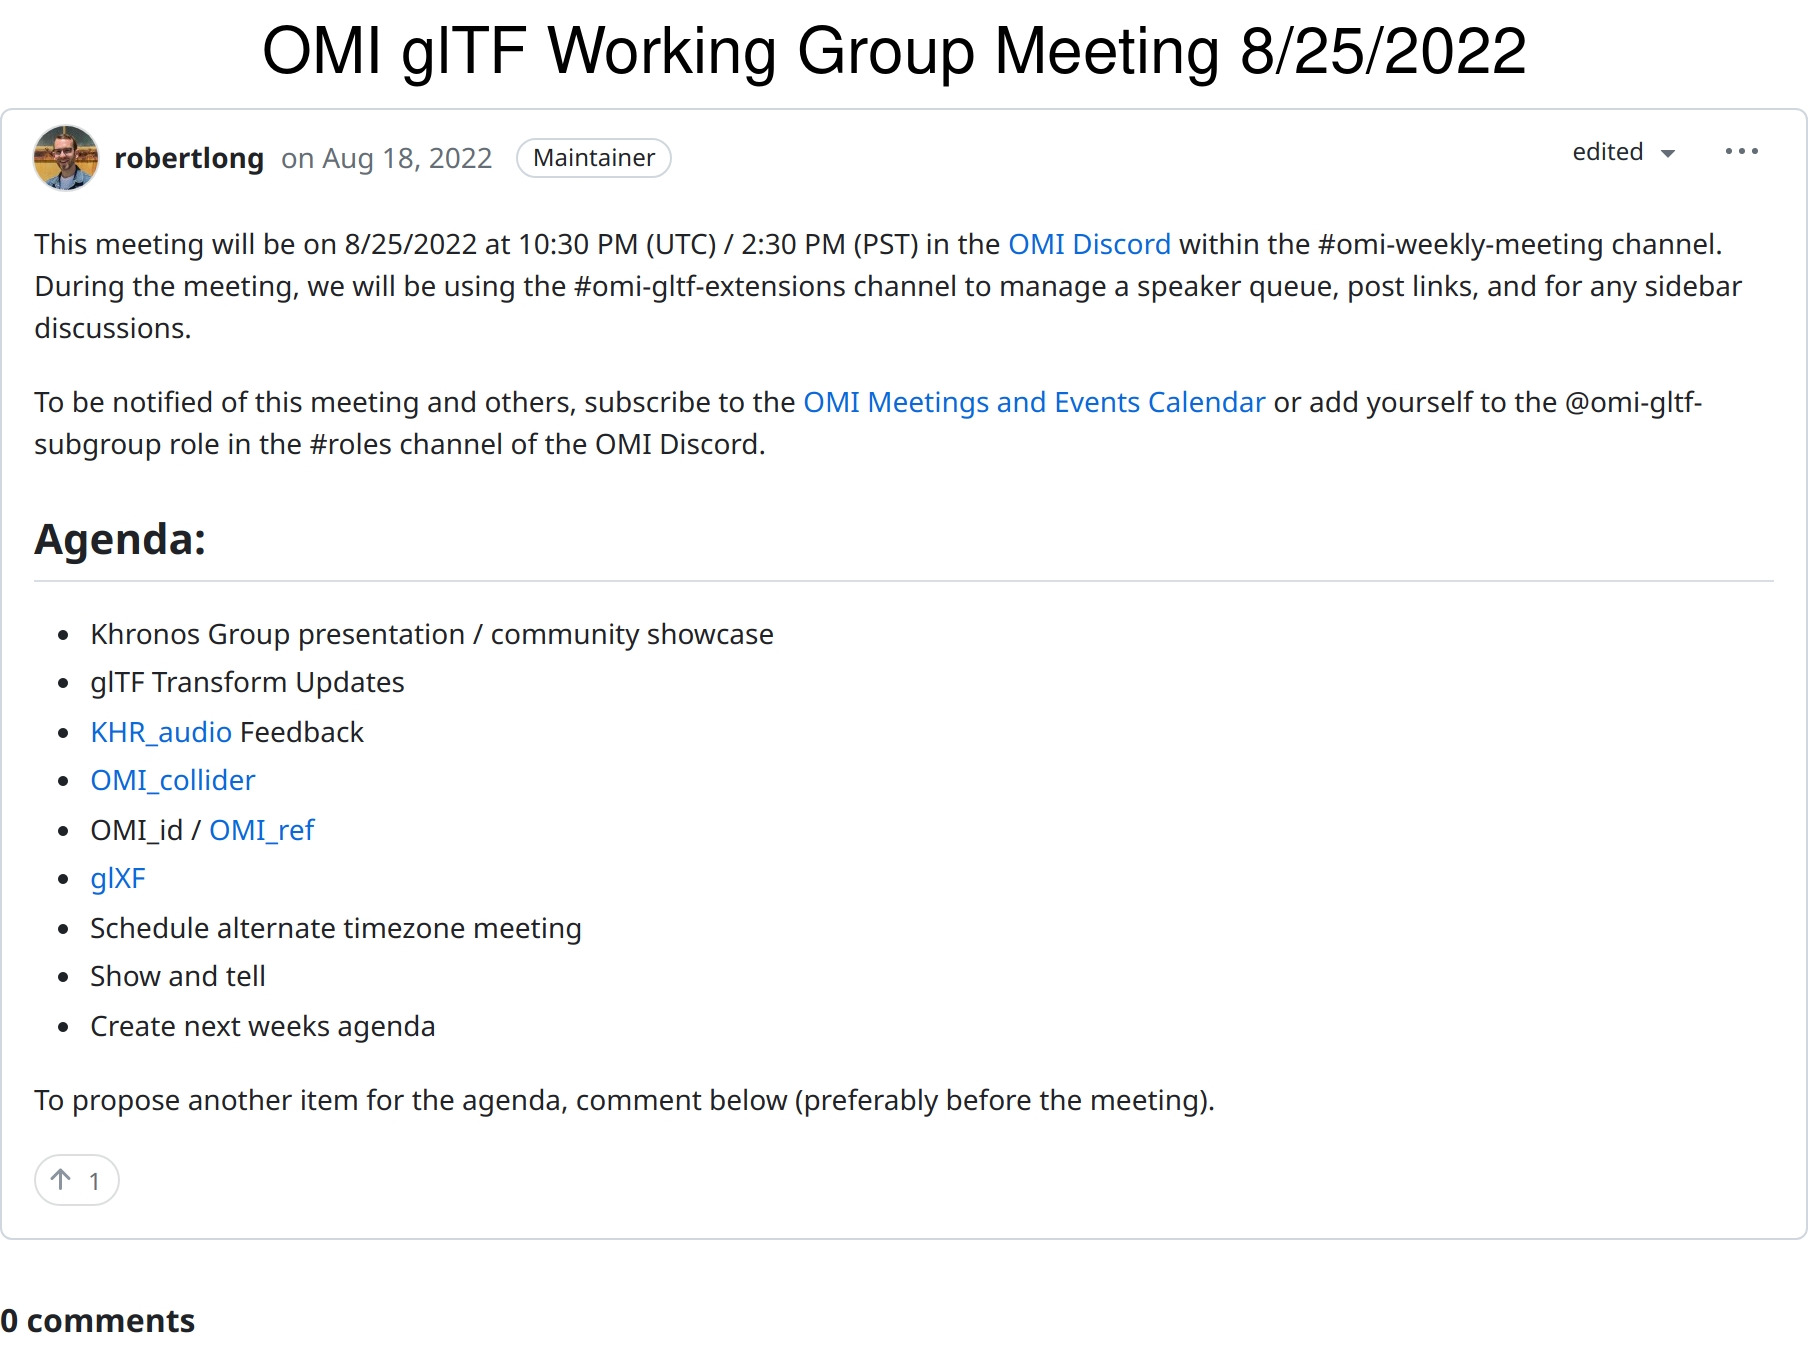 OMI glTF Working Group Meeting 8/25/2022
robertlong on Aug 18, 2022 Maintainer edited
This meeting will be on 8/25/2022 at 10:30 PM (UTC) / 2:30 PM (PST) in the OMI Discord within the #omi-weekly-meeting channel.
During the meeting, we will be using the #omi-gltf-extensions channel to manage a speaker queue, post links, and for any sidebar
discussions.
To be notified of this meeting and others, subscribe to the OMI Meetings and Events Calendar or add yourself to the @omi-gltf-
subgroup role in the #roles channel of the OMI Discord.
Agenda:
• Khronos Group presentation / community showcase
• glTF Transform Updates
• KHR_audio Feedback
• OMI_collider
• OMI_id / OMI_ref
• glXF
• Schedule alternate timezone meeting
• Show and tell
• Create next weeks agenda
To propose another item for the agenda, comment below (preferably before the meeting).
↑ 1
0 comments